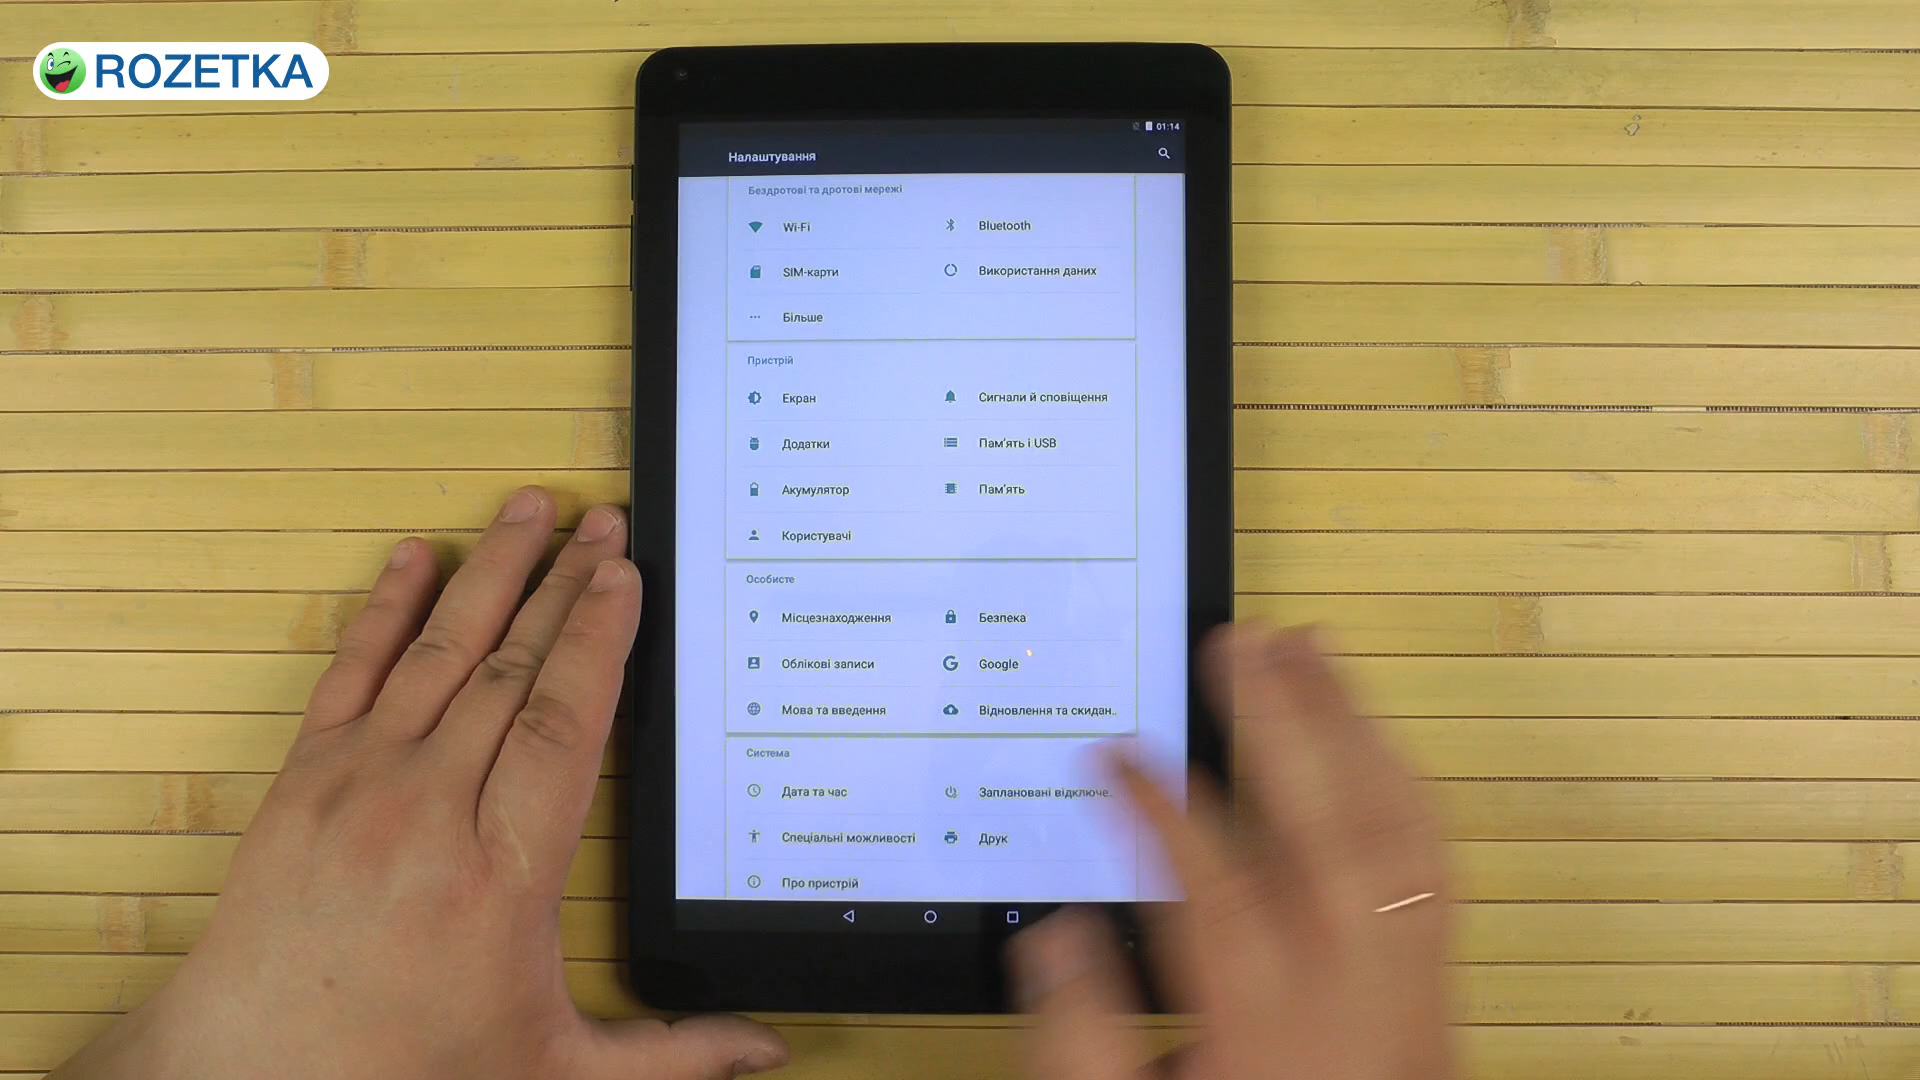 ROZETKA
01:14
Налаштування
Бездротові та дротові мережі
Wi-Fi
Bluetooth
SIM-карти
Використання даних
Більше
Пристрій
Екран
Сигнали й сповіщення
Додатки
Пам'ять і USB
Акумулятор
Пам'ять
Користувачі
Особисте
Місцезнаходження
Безпека
Облікові записи
Google
Мова та введення
Відновлення та скидан..
Система
Дата та час
Заплановані відключе..
Спеціальні можливості
Друк
Про пристрій